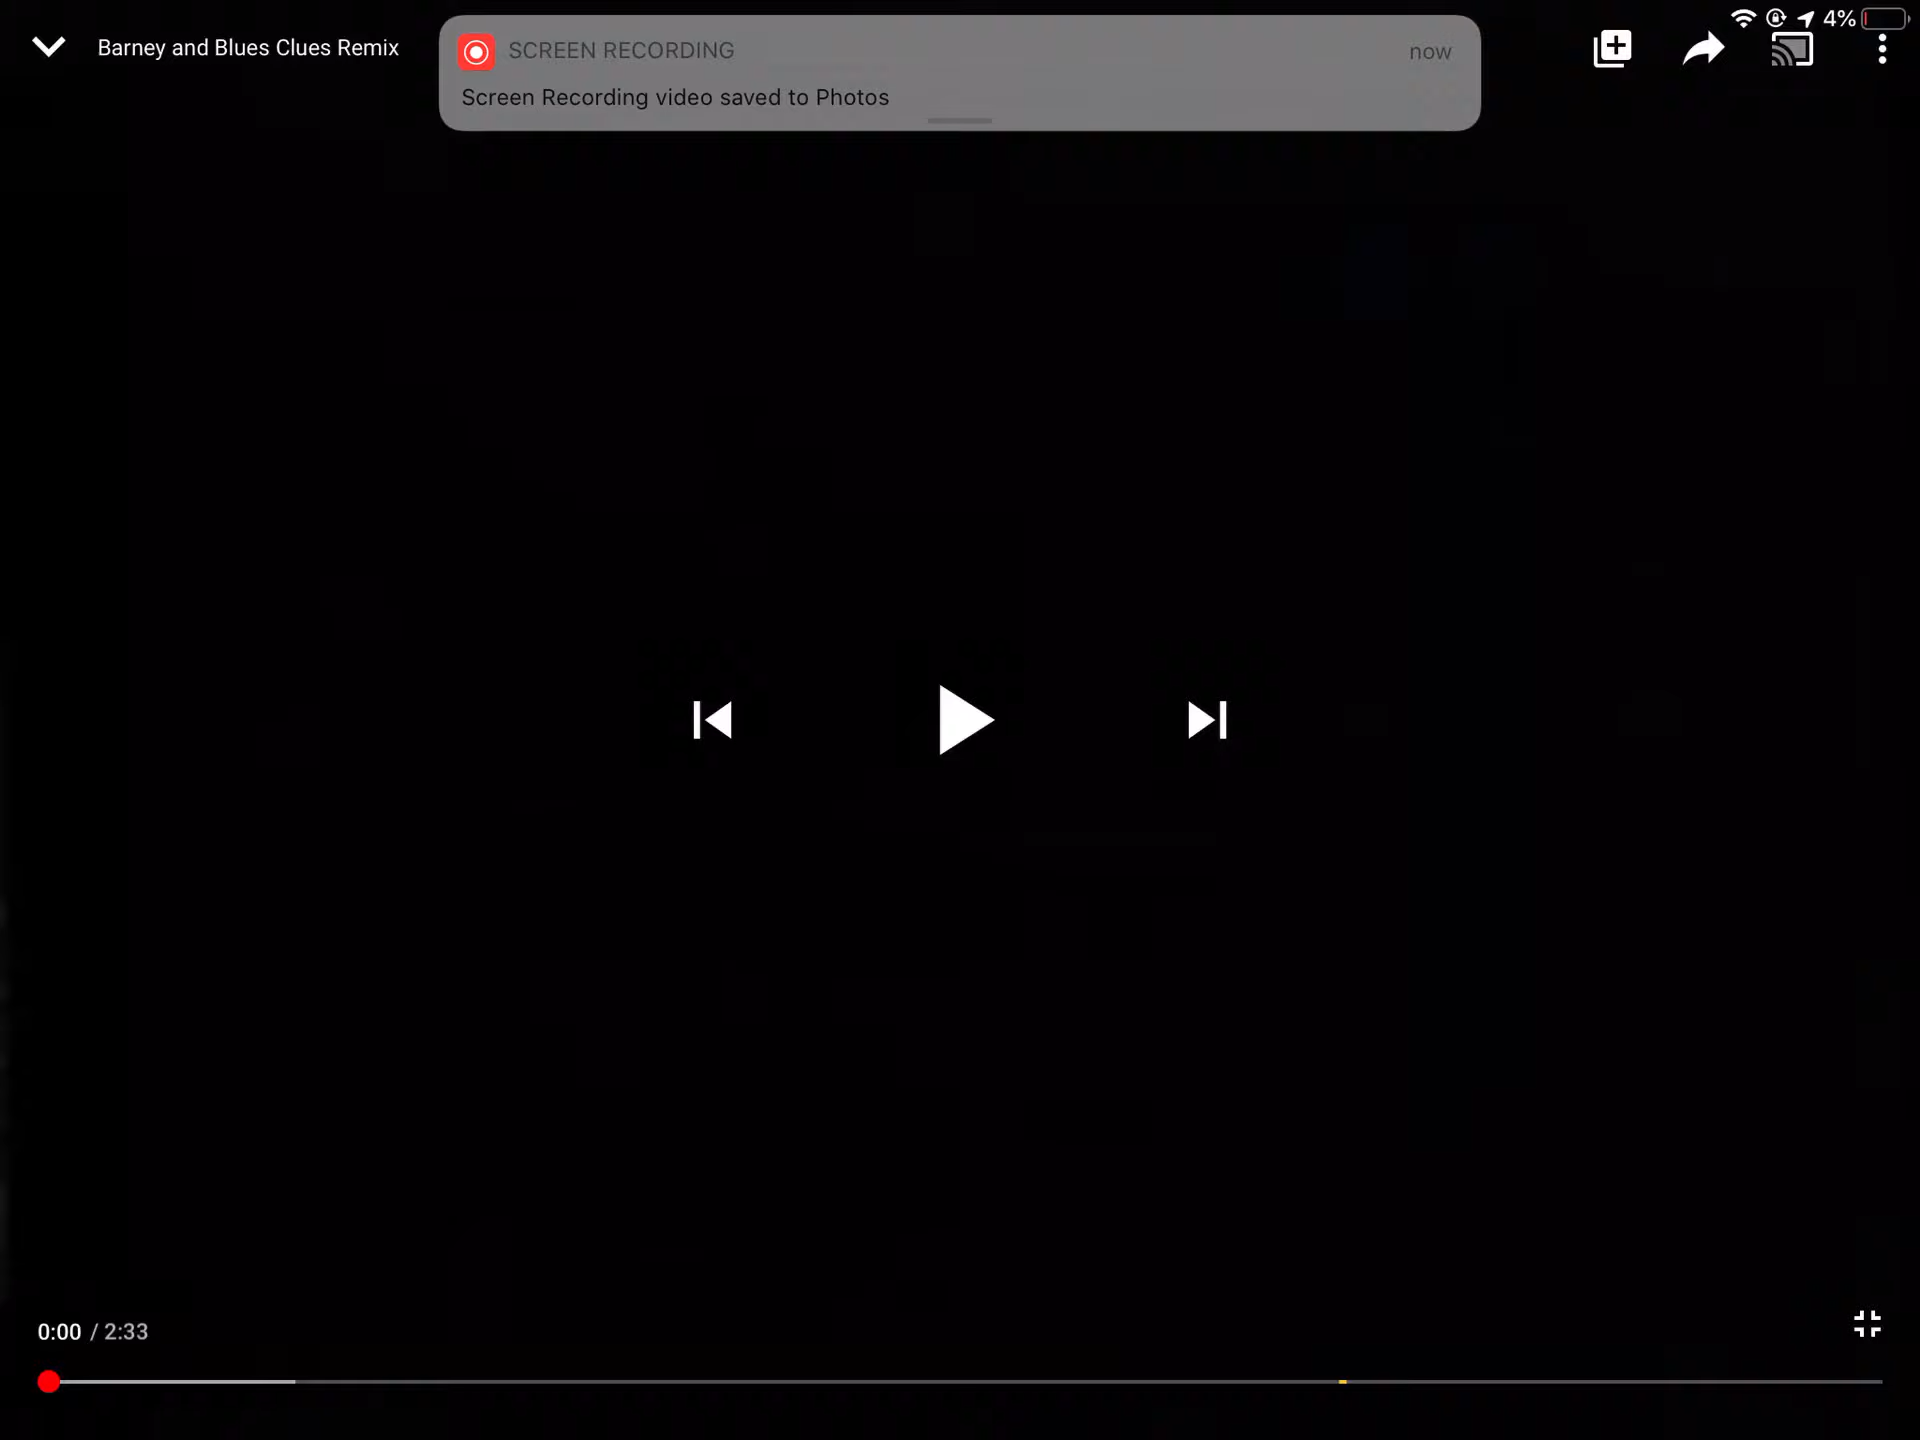 4%
Barney and Blues Clues Remix
SCREEN RECORDING
now
Screen Recording video saved to Photos
0:00 / 2:33